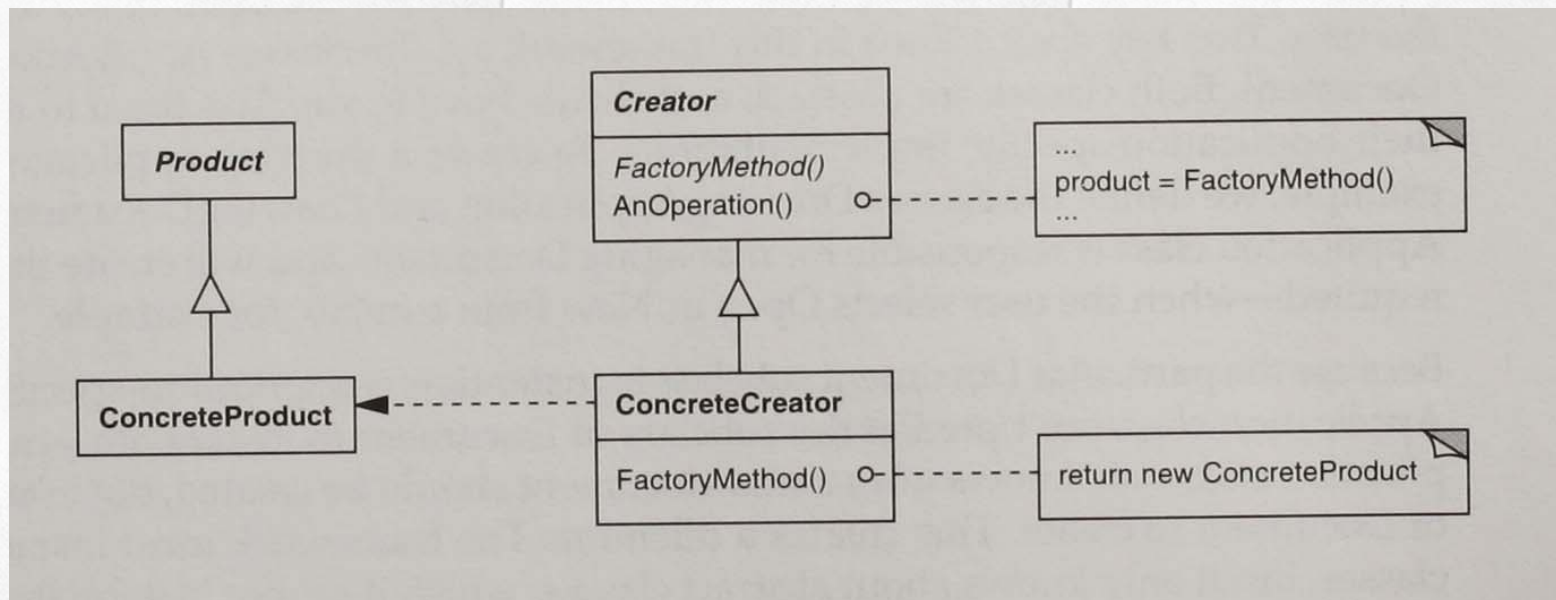 Product
Creator
FactoryMethod()
AnOperation()
...
product = FactoryMethod()
...
ConcreteProduct
ConcreteCreator
FactoryMethod()
return new ConcreteProduct